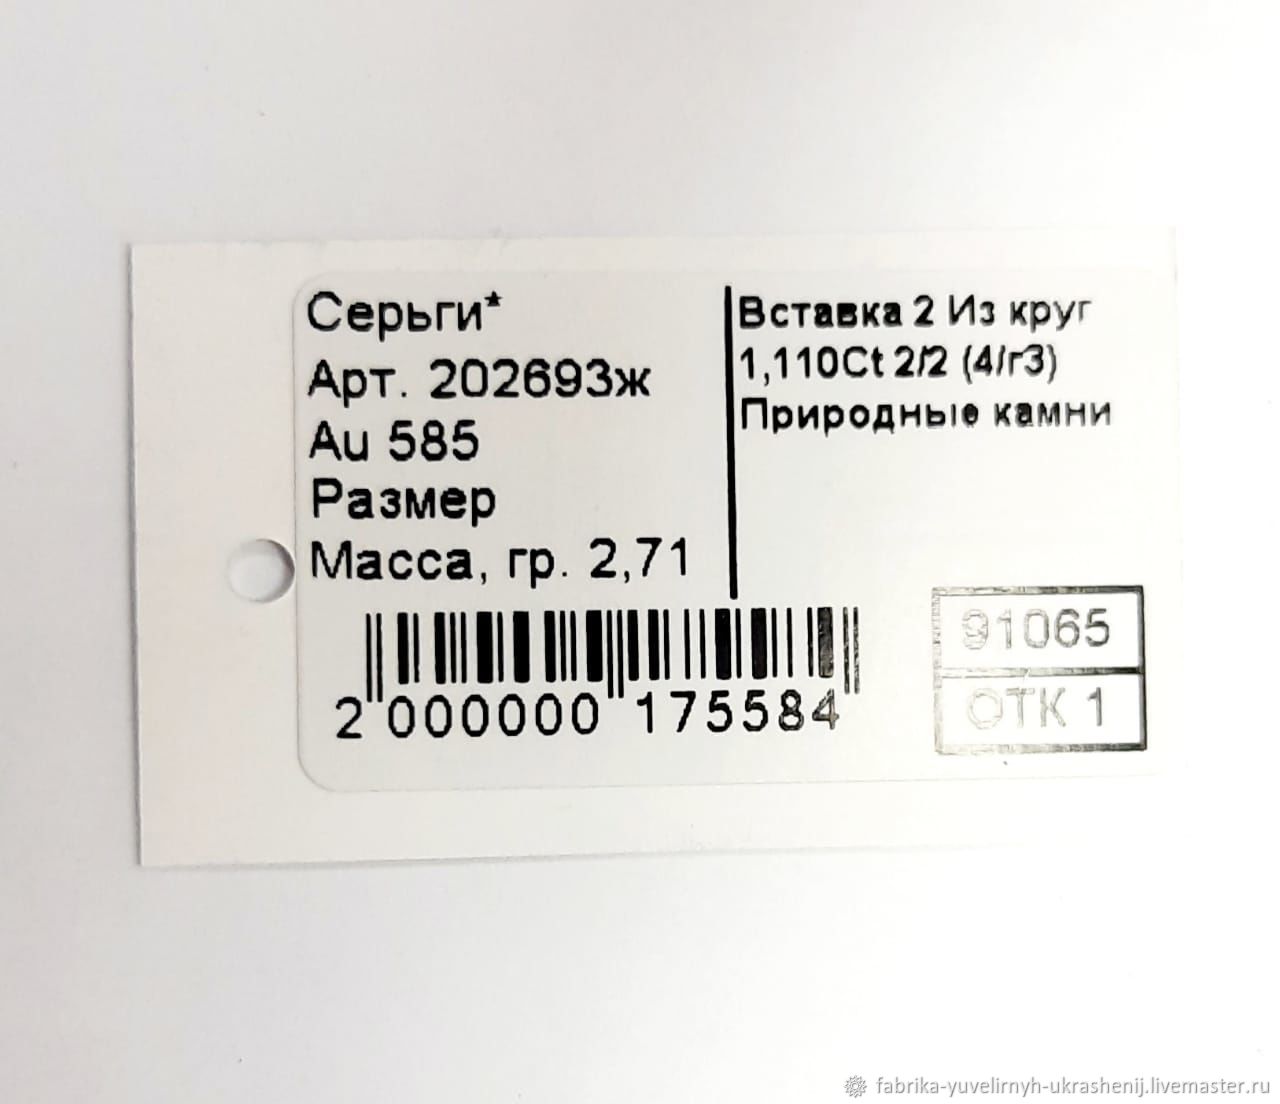 Серьги*
Арт. 202693ж
Au 585
Размер
Масса, гр. 2,71
2 000000 175584
Вставка 2 Из круг
1,110Ct 2/2 (4/г3)
Природные камни
91065
ОТК 1
fabrika-yuvelirnyh-ukrashenij.livemaster.ru